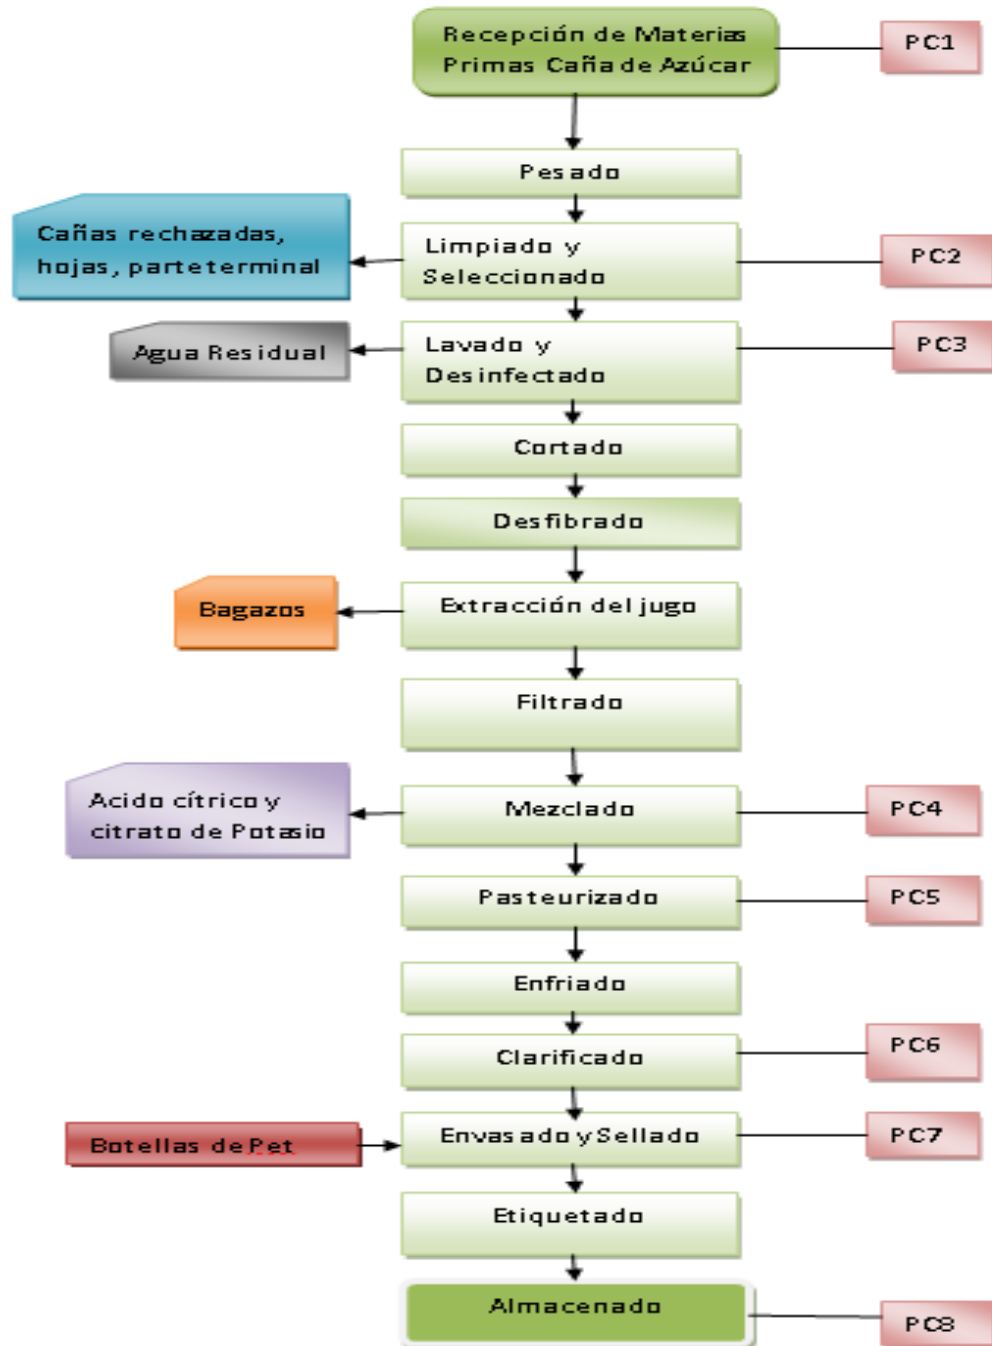 Recepción de Materias
Primas Caña de Azúcar
PC1
Pesado
Cañas rechazadas,
hojas, parte terminal
Limpiado y
Seleccionado
PC2
Agua Residual
Lavado y
Desinfectado
PC3
Cortado
Desfibrado
Bagazos
Extracción del jugo
Filtrado
Acido cítrico y
citrato de Potasio
Mezclado
PC4
Pasteurizado
PC5
Enfriado
Clarificado
PC6
Botellas de Pet
Envasado y Sellado
PC7
Etiquetado
Almacenado
PC8